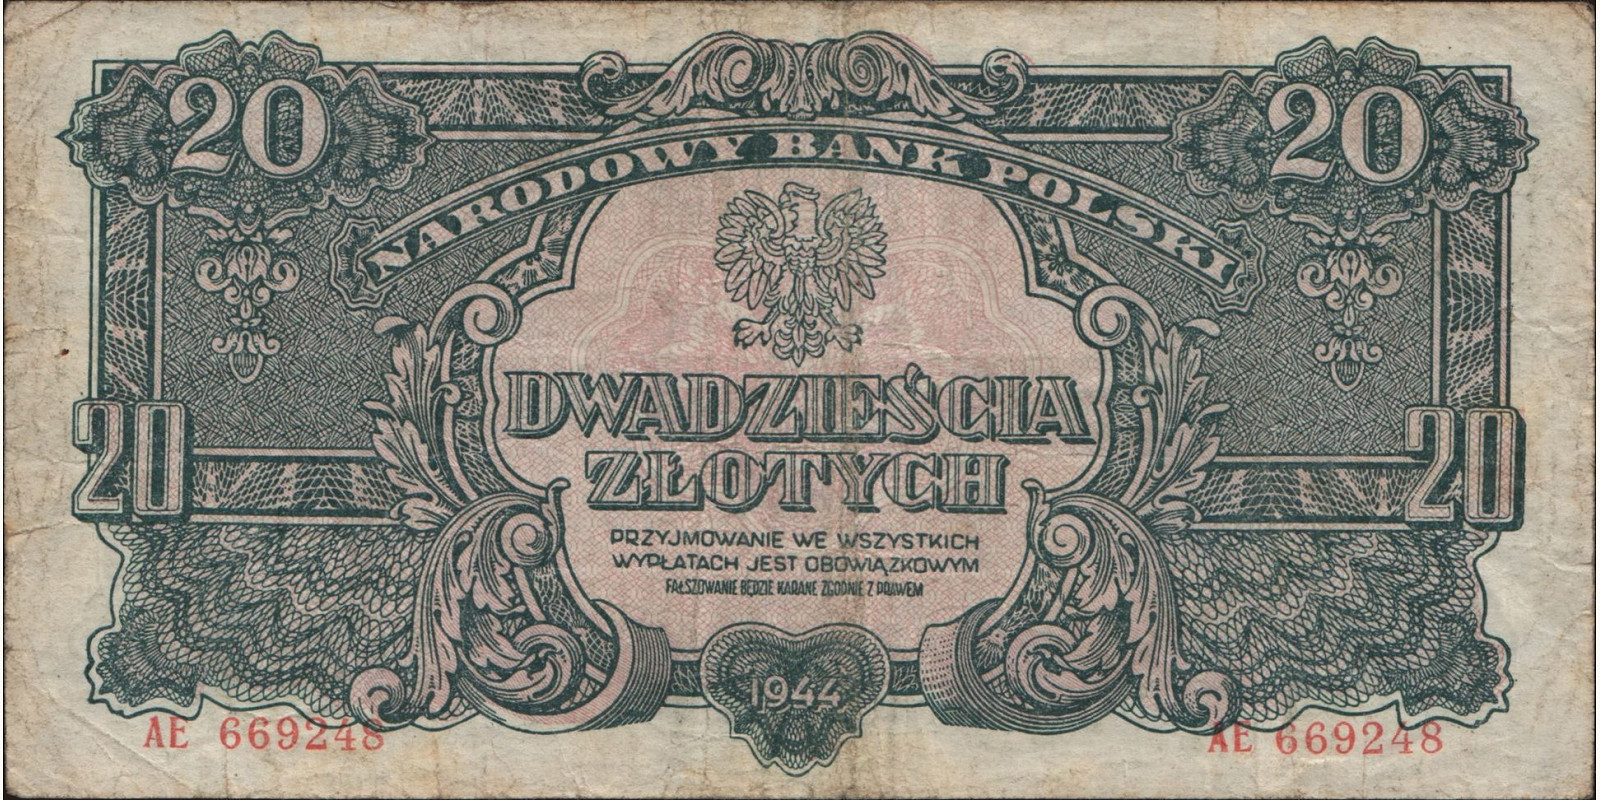 20 20
NARODOWY BANK POLSKI
DWADZIEŚCIA
ZŁOTYCH
20 20
PRZYJMOWANIE WE WSZYSTKICH
WYPŁATACH JEST OBOWIĄZKOWYM
FAŁSZOWANIE BĘDZIE KARANE ZGODNIE Z PRAWEM
1944
AE 669248 AE 669248